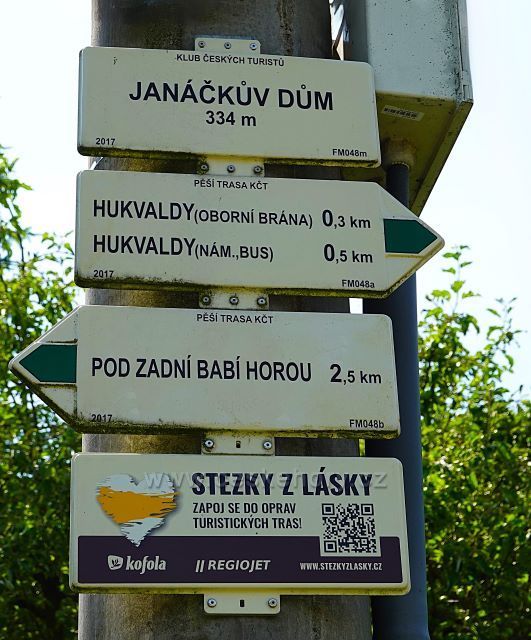 KLUB ČESKÝCH TURISTŮ
JANÁČKŮV DŮM
334 m
2017 FM048m
PĚŠÍ TRASA KČT
HUKVALDY(OBORNÍ BRÁNA) 0,3 km
HUKVALDY(NÁM.,BUS) 0,5 km
2017 FM048a
PĚŠÍ TRASA KČT
POD ZADNÍ BABÍ HOROU 2,5 km
2017 FM048b
STEZKY Z LÁSKY
ZAPOJ SE DO OPRAV
TURISTICKÝCH TRAS!
kofola REGIOJET WWW.STEZKYZLASKY.CZ